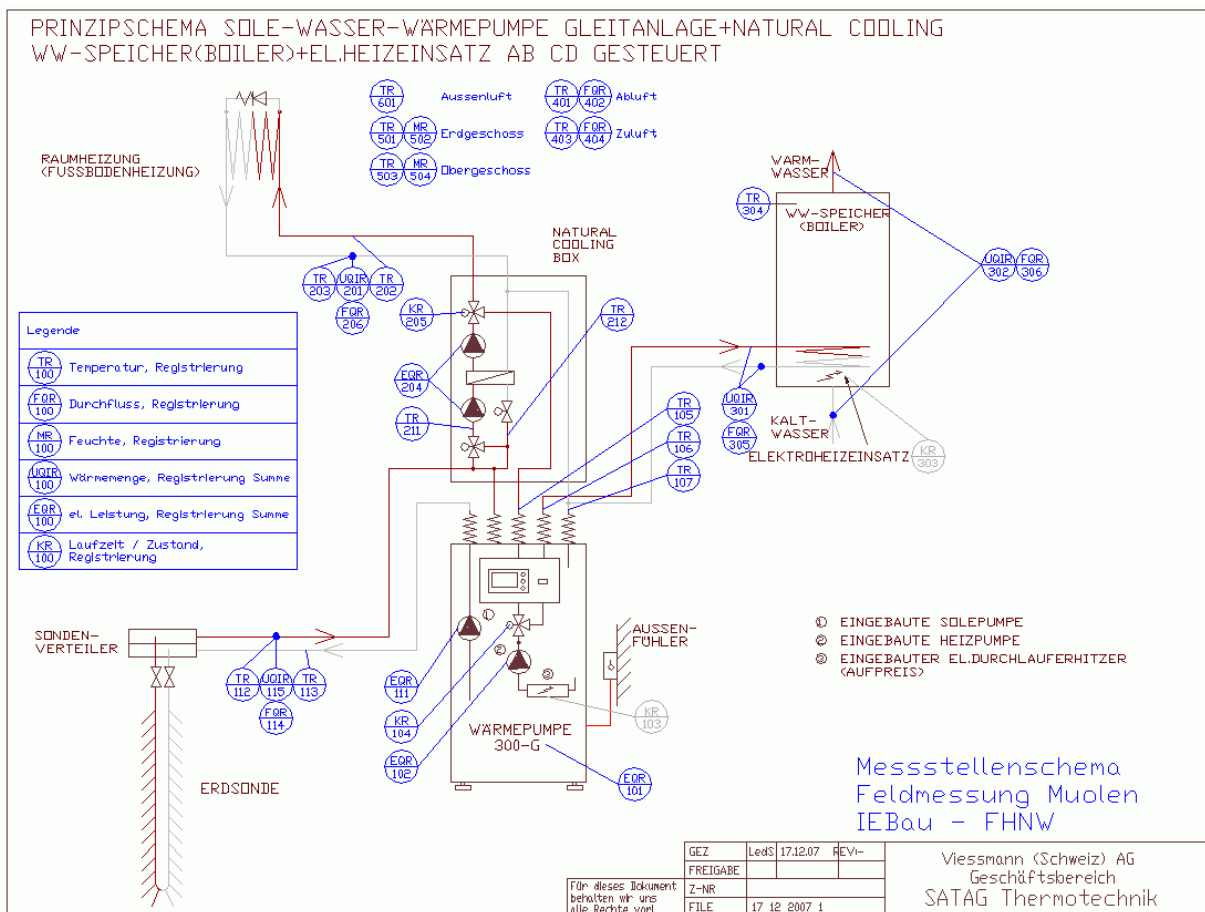 PRINZIPSCHEMA SOLE-WASSER-WÄRMEPUMPE GLEITANLAGE+NATURAL COOLING
WW-SPEICHER(BOILER)+EL.HEIZEINSATZ AB CD GESTEUERT
TR 601 Aussenluft
TR 401 FQR 402 Abluft
TR 501 MR 502 Erdgeschoss
TR 403 FQR 404 Zuluft
TR 503 MR 504 Obergeschoss
RAUMHEIZUNG
(FUSSBODENHEIZUNG)
WARM-
WASSER
TR 304
WW-SPEICHER
(BOILER)
NATURAL
COOLING
BOX
UQIR 302 FQR 306
TR 203 UQIR 201 TR 202
FQR 206
KR 205
TR 212
EQR 204
TR 211
TR 105
TR 106
TR 107
UQIR 301
FQR 305
KALT-
WASSER
ELEKTROHEIZEINSATZ
KR 303
Legende
TR 100 Temperatur, Registrierung
FQR 100 Durchfluss, Registrierung
MR 100 Feuchte, Registrierung
UQIR 100 Wärmemenge, Registrierung Summe
EQR 100 el. Leistung, Registrierung Summe
KR 100 Laufzeit / Zustand,
Registrierung
SONDEN-
VERTEILER
TR 112 UQIR 115 TR 113
FQR 114
ERDSONDE
①
②
③
EQR 111
KR 104
EQR 102
KR 103
WÄRMEPUMPE
300-G
EQR 101
AUSSEN-
FÜHLER
① EINGEBAUTE SOLEPUMPE
② EINGEBAUTE HEIZPUMPE
③ EINGEBAUTER EL.DURCHLAUFERHITZER
(AUFPREIS)
Messstellenschema
Feldmessung Muolen
IEBau - FHNW
Für dieses Dokument
behalten wir uns
alle Rechte vor!
GEZ LedS 17.12.07 REVI-
FREIGABE
Z-NR
FILE 17 12 2007 1
Viessmann (Schweiz) AG
Geschäftsbereich
SATAG Thermotechnik